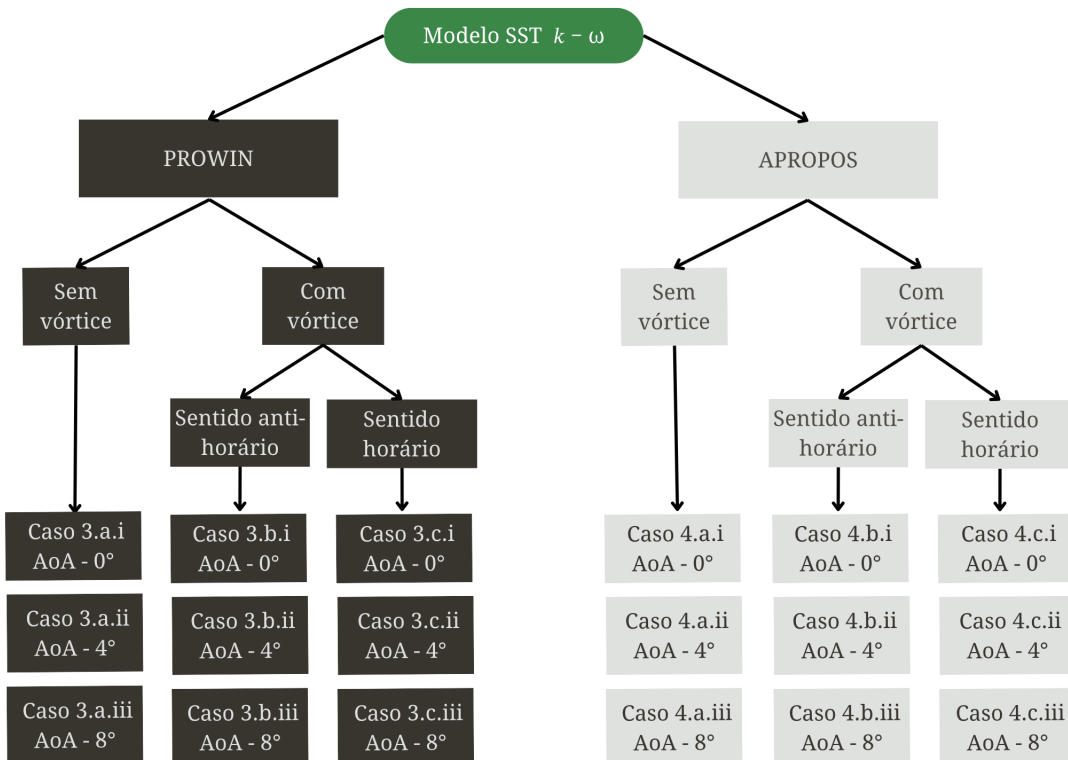 Modelo SST k − ω
PROWIN
APROPOS
Sem
vórtice
Com
vórtice
Sem
vórtice
Com
vórtice
Sentido anti-
horário
Sentido
horário
Sentido anti-
horário
Sentido
horário
Caso 3.a.i
AoA - 0°
Caso 3.b.i
AoA - 0°
Caso 3.c.i
AoA - 0°
Caso 4.a.i
AoA - 0°
Caso 4.b.i
AoA - 0°
Caso 4.c.i
AoA - 0°
Caso 3.a.ii
AoA - 4°
Caso 3.b.ii
AoA - 4°
Caso 3.c.ii
AoA - 4°
Caso 4.a.ii
AoA - 4°
Caso 4.b.ii
AoA - 4°
Caso 4.c.ii
AoA - 4°
Caso 3.a.iii
AoA - 8°
Caso 3.b.iii
AoA - 8°
Caso 3.c.iii
AoA - 8°
Caso 4.a.iii
AoA - 8°
Caso 4.b.iii
AoA - 8°
Caso 4.c.iii
AoA - 8°